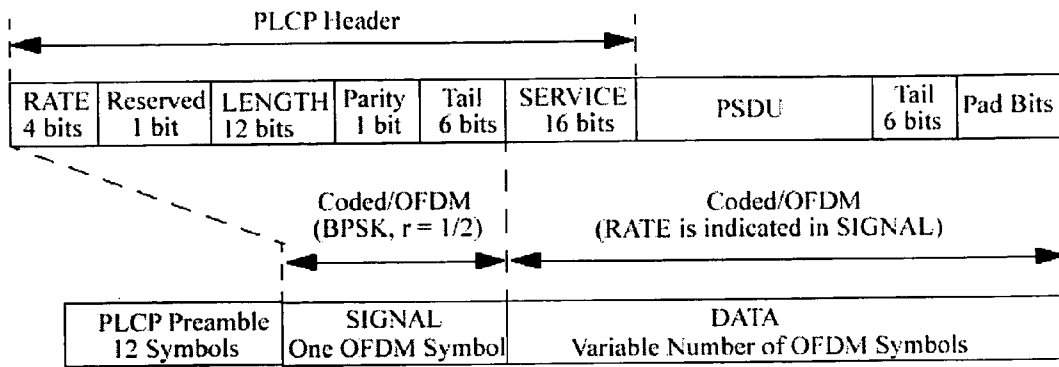 PLCP Header
RATE Reserved LENGTH Parity Tail SERVICE PSDU Tail Pad Bits
4 bits 1 bit 12 bits 1 bit 6 bits 16 bits 6 bits
Coded/OFDM Coded/OFDM
(BPSK, r = 1/2) (RATE is indicated in SIGNAL)
PLCP Preamble SIGNAL DATA
12 Symbols One OFDM Symbol Variable Number of OFDM Symbols